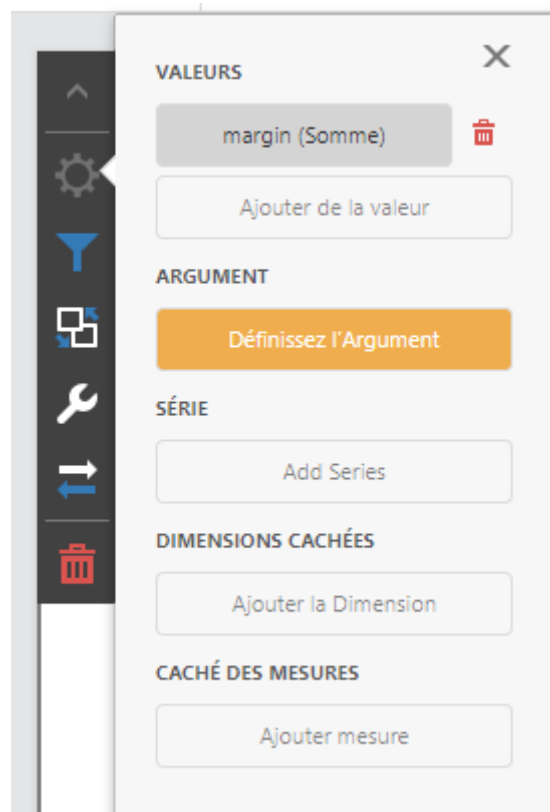 VALEURS
margin (Somme)
Ajouter de la valeur
ARGUMENT
Définissez l'Argument
SÉRIE
Add Series
DIMENSIONS CACHÉES
Ajouter la Dimension
CACHÉ DES MESURES
Ajouter mesure